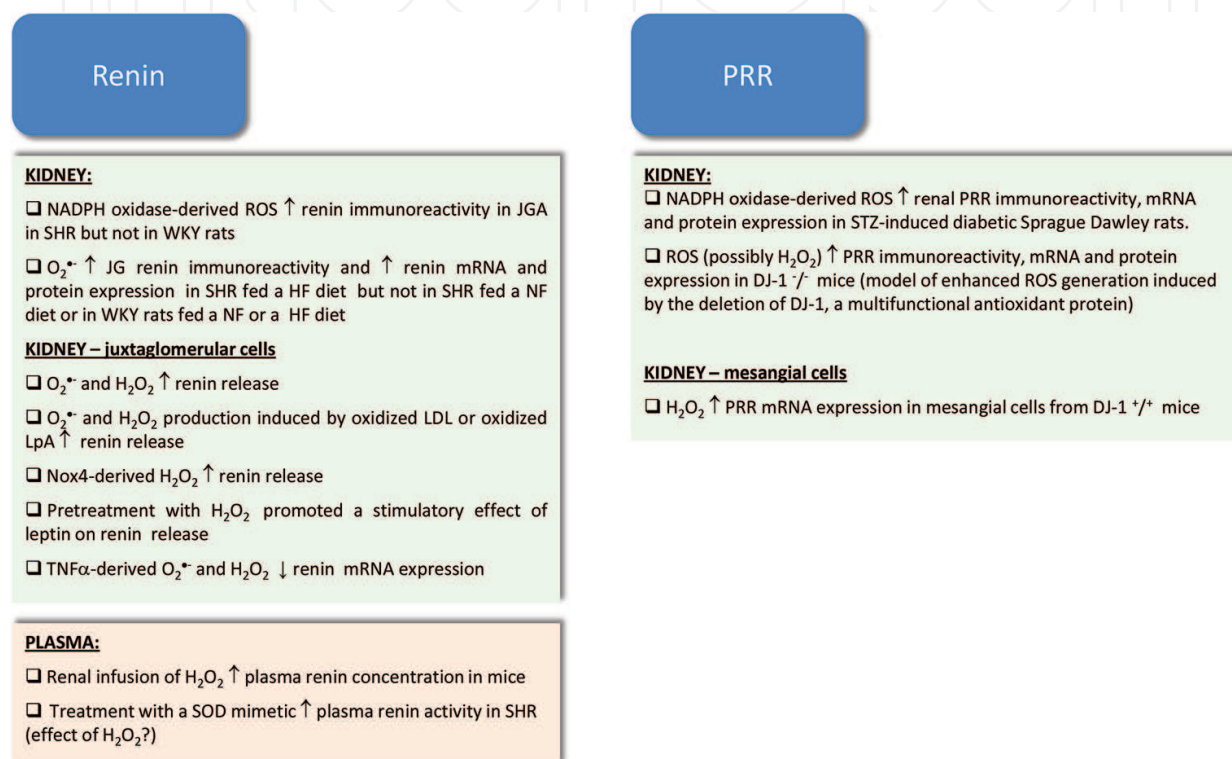 Renin
KIDNEY:
❑ NADPH oxidase-derived ROS ↑ renin immunoreactivity in JGA
in SHR but not in WKY rats
❑ O₂•- ↑ JG renin immunoreactivity and ↑ renin mRNA and
protein expression in SHR fed a HF diet but not in SHR fed a NF
diet or in WKY rats fed a NF or a HF diet
KIDNEY – juxtaglomerular cells
❑ O₂•- and H₂O₂ ↑ renin release
❑ O₂•- and H₂O₂ production induced by oxidized LDL or oxidized
LpA ↑ renin release
❑ Nox4-derived H₂O₂ ↑ renin release
❑ Pretreatment with H₂O₂ promoted a stimulatory effect of
leptin on renin release
❑ TNFα-derived O₂•- and H₂O₂ ↓ renin mRNA expression
PLASMA:
❑ Renal infusion of H₂O₂ ↑ plasma renin concentration in mice
❑ Treatment with a SOD mimetic ↑ plasma renin activity in SHR
(effect of H₂O₂?)
PRR
KIDNEY:
❑ NADPH oxidase-derived ROS ↑ renal PRR immunoreactivity, mRNA
and protein expression in STZ-induced diabetic Sprague Dawley rats.
❑ ROS (possibly H₂O₂) ↑ PRR immunoreactivity, mRNA and protein
expression in DJ-1 -/- mice (model of enhanced ROS generation induced
by the deletion of DJ-1, a multifunctional antioxidant protein)
KIDNEY – mesangial cells
❑ H₂O₂ ↑ PRR mRNA expression in mesangial cells from DJ-1 +/+ mice